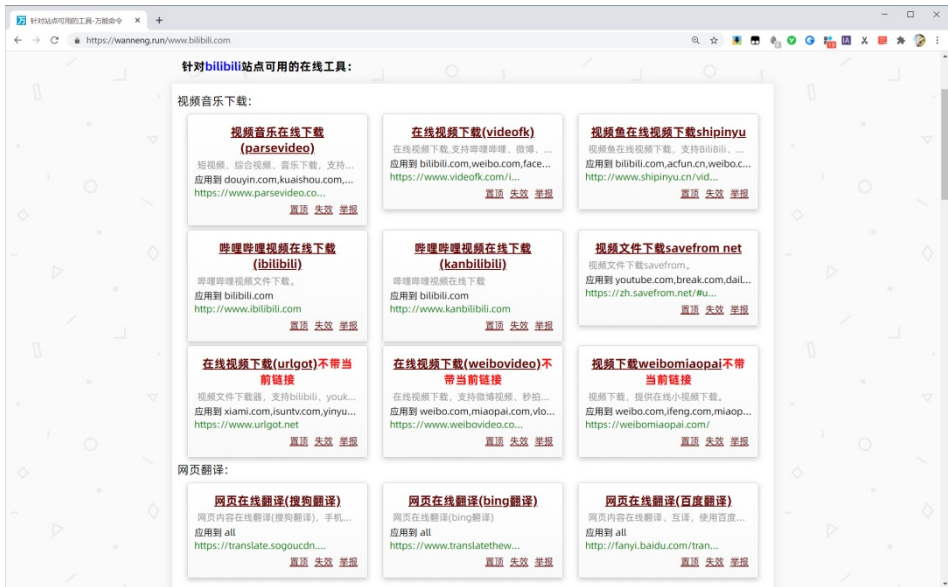 针对站点可用的工具-万能命令
https://wanneng.run/www.bilibili.com
针对bilibili站点可用的在线工具：
视频音乐下载：
视频音乐在线下载
(parsevideo)
短视频、综合视频、音乐下载，支持...
应用到 douyin.com,kuaishou.com,...
https://www.parsevideo.co...
置顶 失效 举报
在线视频下载(videofk)
在线视频下载,支持哔哩哔哩、微博、...
应用到 bilibili.com,weibo.com,face...
https://www.videofk.com/i...
置顶 失效 举报
视频鱼在线视频下载shipinyu
视频鱼在线视频下载，支持BiliBili、...
应用到 bilibili.com,acfun.cn,weibo.c...
http://www.shipinyu.cn/vid...
置顶 失效 举报
哔哩哔哩视频在线下载
(ibilibili)
哔哩哔哩视频文件下载。
应用到 bilibili.com
http://www.ibilibili.com
置顶 失效 举报
哔哩哔哩视频在线下载
(kanbilibili)
哔哩哔哩视频在线下载
应用到 bilibili.com
http://www.kanbilibili.com
置顶 失效 举报
视频文件下载savefrom net
视频文件下载savefrom。
应用到 youtube.com,break.com,dail...
https://zh.savefrom.net/#u...
置顶 失效 举报
在线视频下载(urlgot)不带当
前链接
视频文件下载器，支持bilibili、youk...
应用到 xiami.com,isuntv.com,yinyu...
https://www.urlgot.net
置顶 失效 举报
在线视频下载(weibovideo)不
带当前链接
在线视频下载，支持微博视频、秒拍...
应用到 weibo.com,miaopai.com,vlo...
https://www.weibovideo.co...
置顶 失效 举报
视频下载weibomiaopai不带
当前链接
视频下载，提供在线小视频下载。
应用到 weibo.com,ifeng.com,miaop...
https://weibomiaopai.com/
置顶 失效 举报
网页翻译：
网页在线翻译(搜狗翻译)
网页内容在线翻译(搜狗翻译)，手机...
应用到 all
https://translate.sogoucdn....
置顶 失效 举报
网页在线翻译(bing翻译)
网页在线翻译(bing翻译)
应用到 all
https://www.translatethew...
置顶 失效 举报
网页在线翻译(百度翻译)
网页内容在线翻译、互译，使用百度...
应用到 all
http://fanyi.baidu.com/tran...
置顶 失效 举报